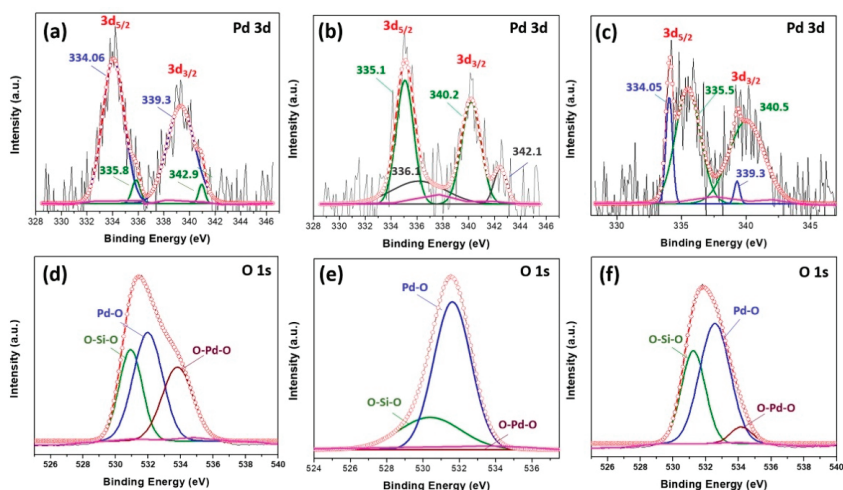 (a)
3d5/2
Pd 3d
334.06
3d3/2
339.3
335.8
342.9
Intensity (a.u.)
328 330 332 334 336 338 340 342 344 346
Binding Energy (eV)
(b)
3d5/2
Pd 3d
335.1
3d3/2
340.2
336.1
342.1
Intensity (a.u.)
328 330 332 334 336 338 340 342 344 346
Binding Energy (eV)
(c)
3d5/2
Pd 3d
334.05
335.5
3d3/2
340.5
339.3
Intensity (a.u.)
330 335 340 345
Binding Energy (eV)
(d)
O 1s
Pd-O
O-Si-O
O-Pd-O
Intensity (a.u.)
526 528 530 532 534 536 538 540
Binding Energy (eV)
(e)
O 1s
Pd-O
O-Si-O
O-Pd-O
Intensity (a.u.)
524 526 528 530 532 534 536
Binding Energy (eV)
(f)
O 1s
Pd-O
O-Si-O
O-Pd-O
Intensity (a.u.)
526 528 530 532 534 536 538 540
Binding Energy (eV)